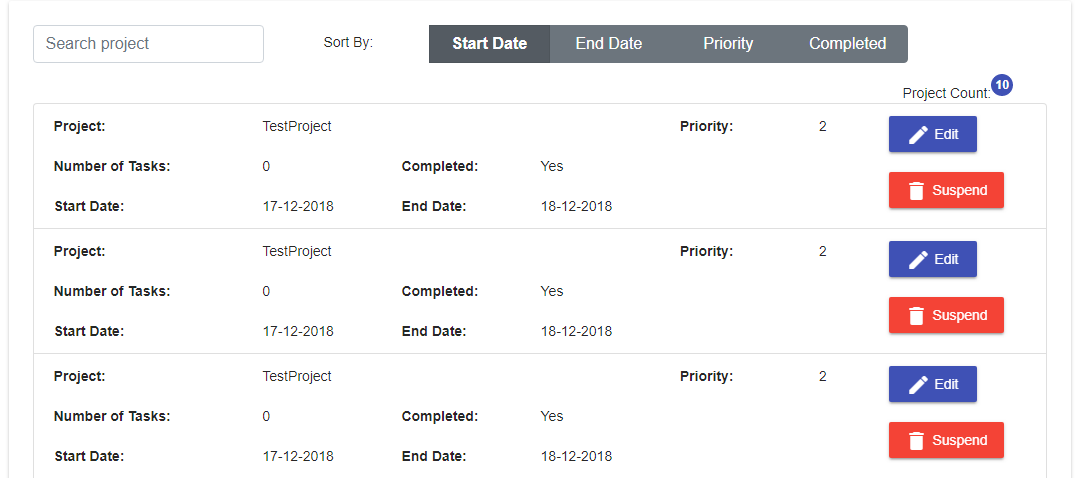 Search project Sort By: Start Date End Date Priority Completed
Project Count: 10
Project: TestProject Priority: 2 Edit
Number of Tasks: 0 Completed: Yes
Suspend
Start Date: 17-12-2018 End Date: 18-12-2018
Project: TestProject Priority: 2 Edit
Number of Tasks: 0 Completed: Yes
Suspend
Start Date: 17-12-2018 End Date: 18-12-2018
Project: TestProject Priority: 2 Edit
Number of Tasks: 0 Completed: Yes
Suspend
Start Date: 17-12-2018 End Date: 18-12-2018